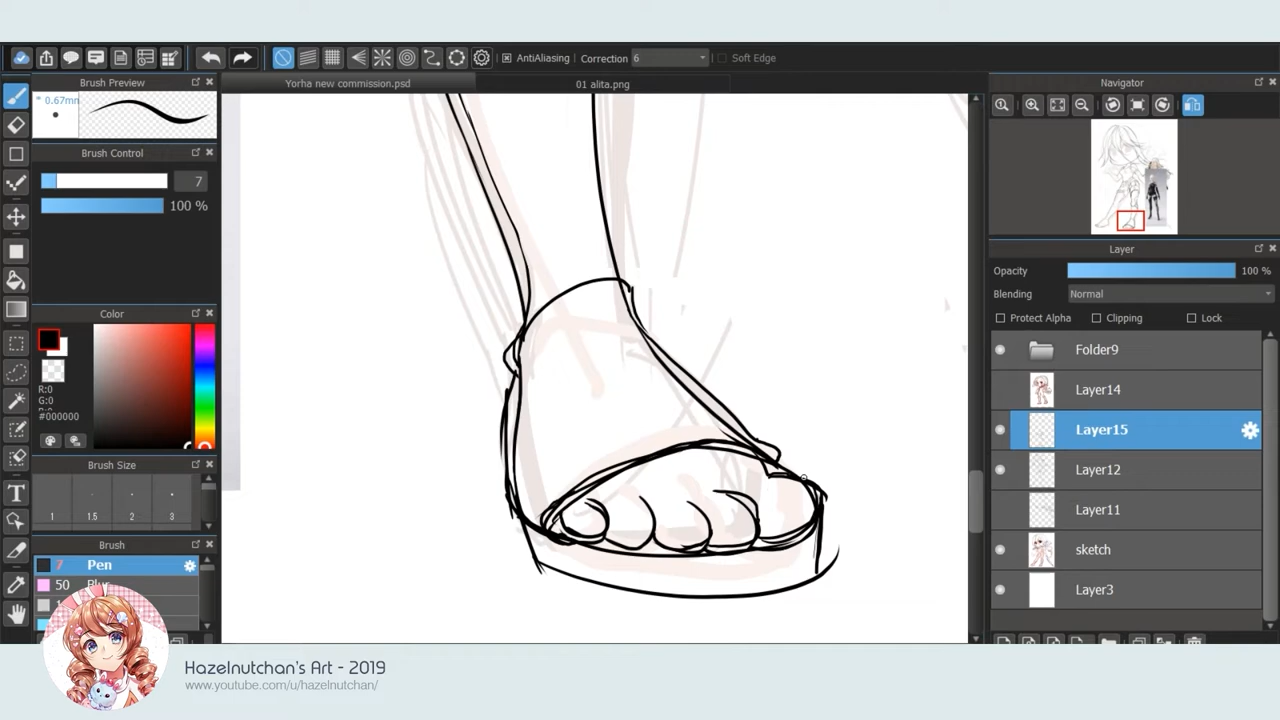 AntiAliasing Correction 6 Soft Edge
Brush Preview
Yorha new commission.psd 01 alita.png
Navigator
* 0.67mm
Brush Control
7
100 %
Layer
Opacity 100 %
Blending Normal
Protect Alpha Clipping Lock
Color
R:0
G:0
#000000
Folder9
Layer14
Layer15
Layer12
Layer11
sketch
Layer3
Brush Size
1 1.5 2 3
T
Brush
7 Pen
50
Hazelnutchan's Art - 2019
www.youtube.com/u/hazelnutchan/